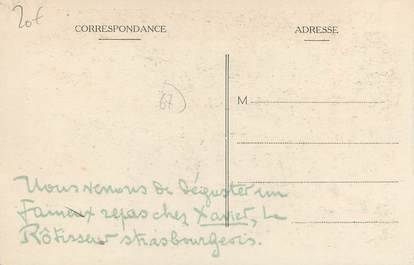 20f
CORRESPONDANCE
ADRESSE
67
M
Nous venons de déguster un
fameux repas chez Xavier, le
Rôtisseur strasbourgeois.